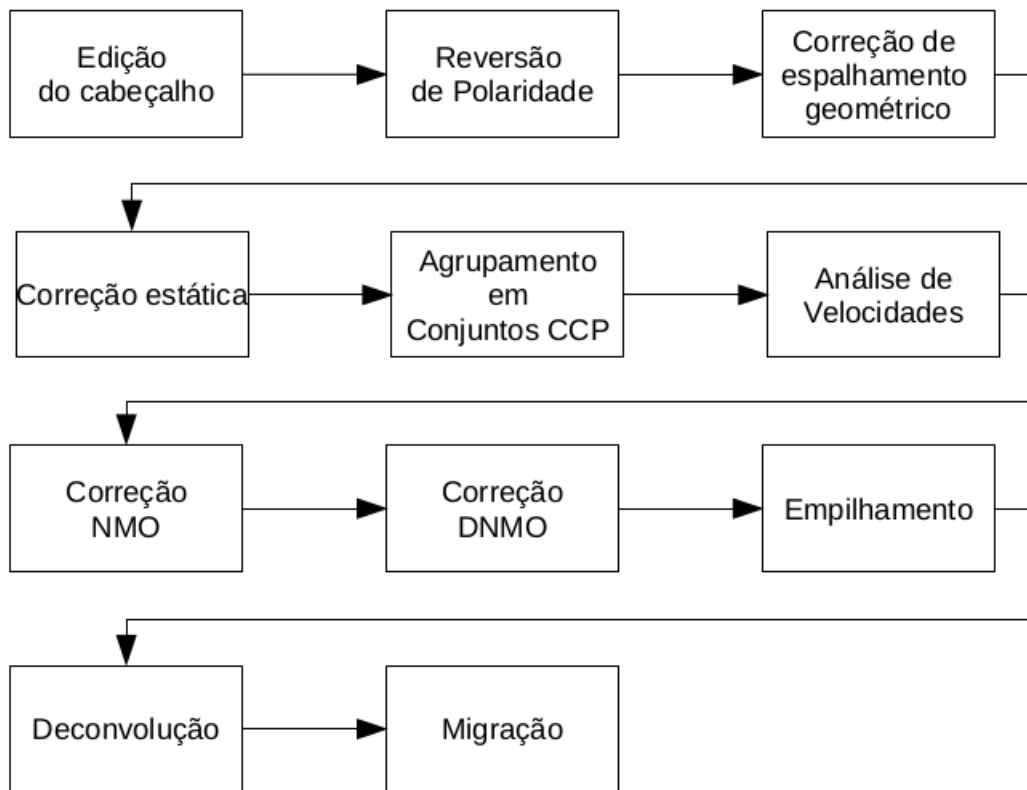 Edição
do cabeçalho
Reversão
de Polaridade
Correção de
espalhamento
geométrico
Correção estática
Agrupamento
em
Conjuntos CCP
Análise de
Velocidades
Correção
NMO
Correção
DNMO
Empilhamento
Deconvolução
Migração